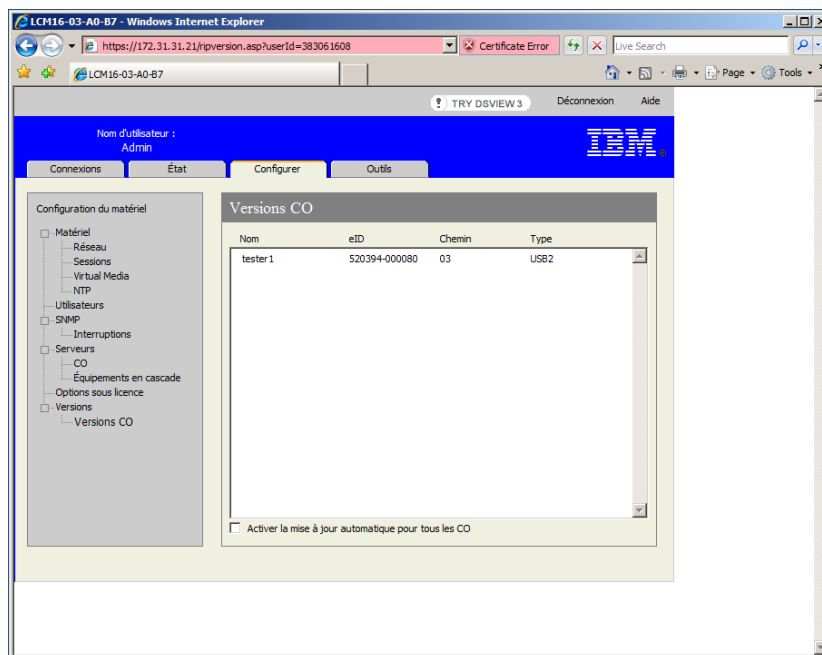 LCM16-03-A0-B7 - Windows Internet Explorer
https://172.31.31.21/ripversion.asp?userId=383061608
Certificate Error
Live Search
LCM16-03-A0-B7
Page
Tools
TRY DSVIEW 3
Déconnexion
Aide
Nom d'utilisateur :
Admin
IBM
Connexions
État
Configurer
Outils
Configuration du matériel
Matériel
Réseau
Sessions
Virtual Media
NTP
Utilisateurs
SNMP
Interruptions
Serveurs
CO
Équipements en cascade
Options sous licence
Versions
Versions CO
Versions CO
Nom eID Chemin Type
tester1 520394-000080 03 USB2
Activer la mise à jour automatique pour tous les CO